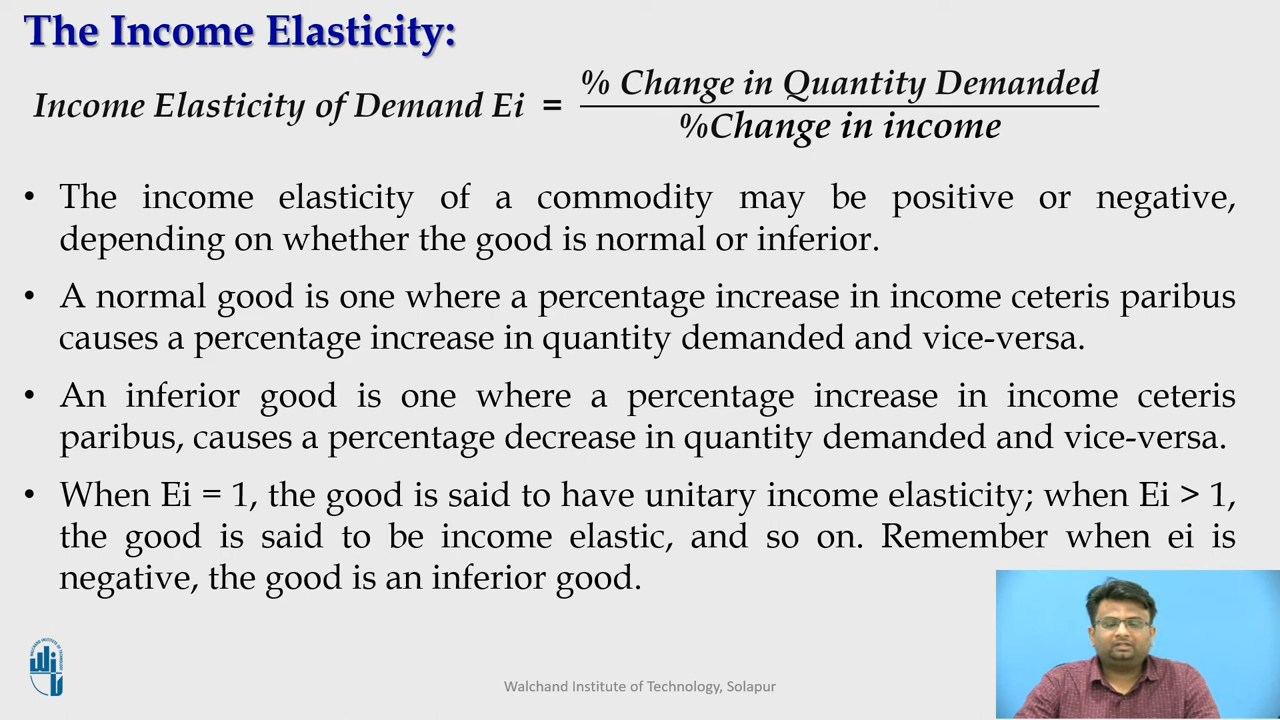 The Income Elasticity:
Income Elasticity of Demand Ei = % Change in Quantity Demanded
%Change in income
• The income elasticity of a commodity may be positive or negative,
depending on whether the good is normal or inferior.
• A normal good is one where a percentage increase in income ceteris paribus
causes a percentage increase in quantity demanded and vice-versa.
• An inferior good is one where a percentage increase in income ceteris
paribus, causes a percentage decrease in quantity demanded and vice-versa.
• When Ei = 1, the good is said to have unitary income elasticity; when Ei > 1,
the good is said to be income elastic, and so on. Remember when ei is
negative, the good is an inferior good.
Walchand Institute of Technology, Solapur